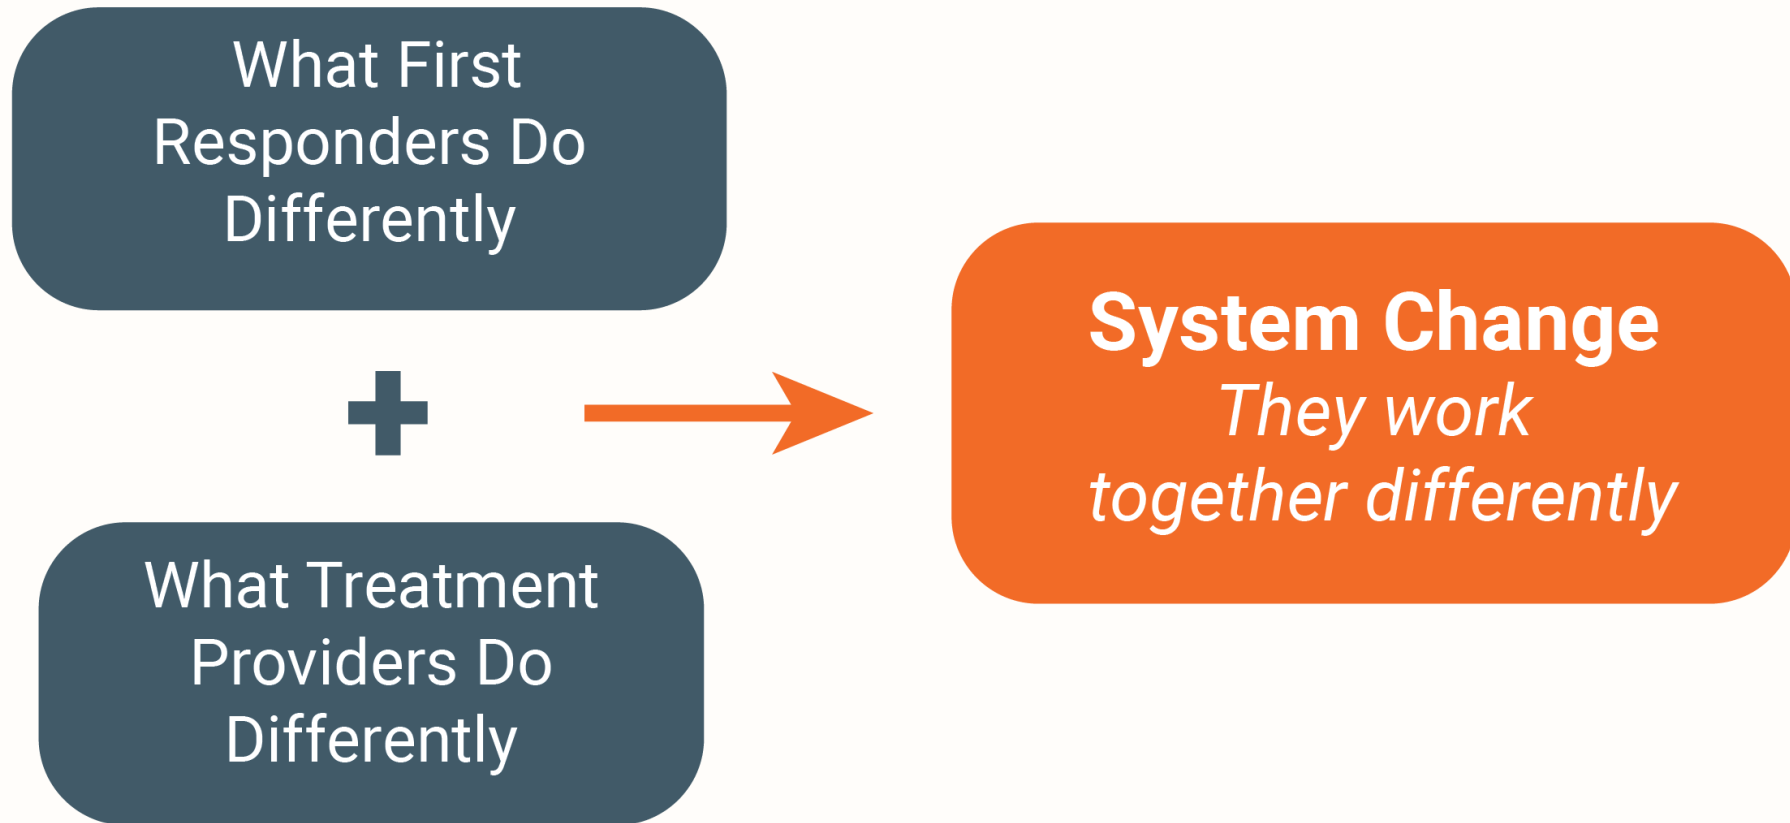 What First
Responders Do
Differently
What Treatment
Providers Do
Differently
System Change
They work
together differently